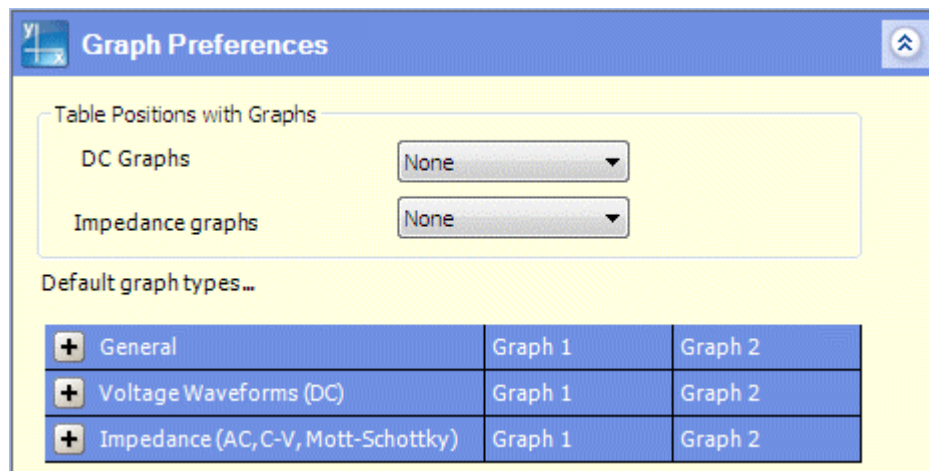 Graph Preferences
Table Positions with Graphs
DC Graphs None
Impedance graphs None
Default graph types...
General Graph 1 Graph 2
Voltage Waveforms (DC) Graph 1 Graph 2
Impedance (AC, C-V, Mott-Schottky) Graph 1 Graph 2